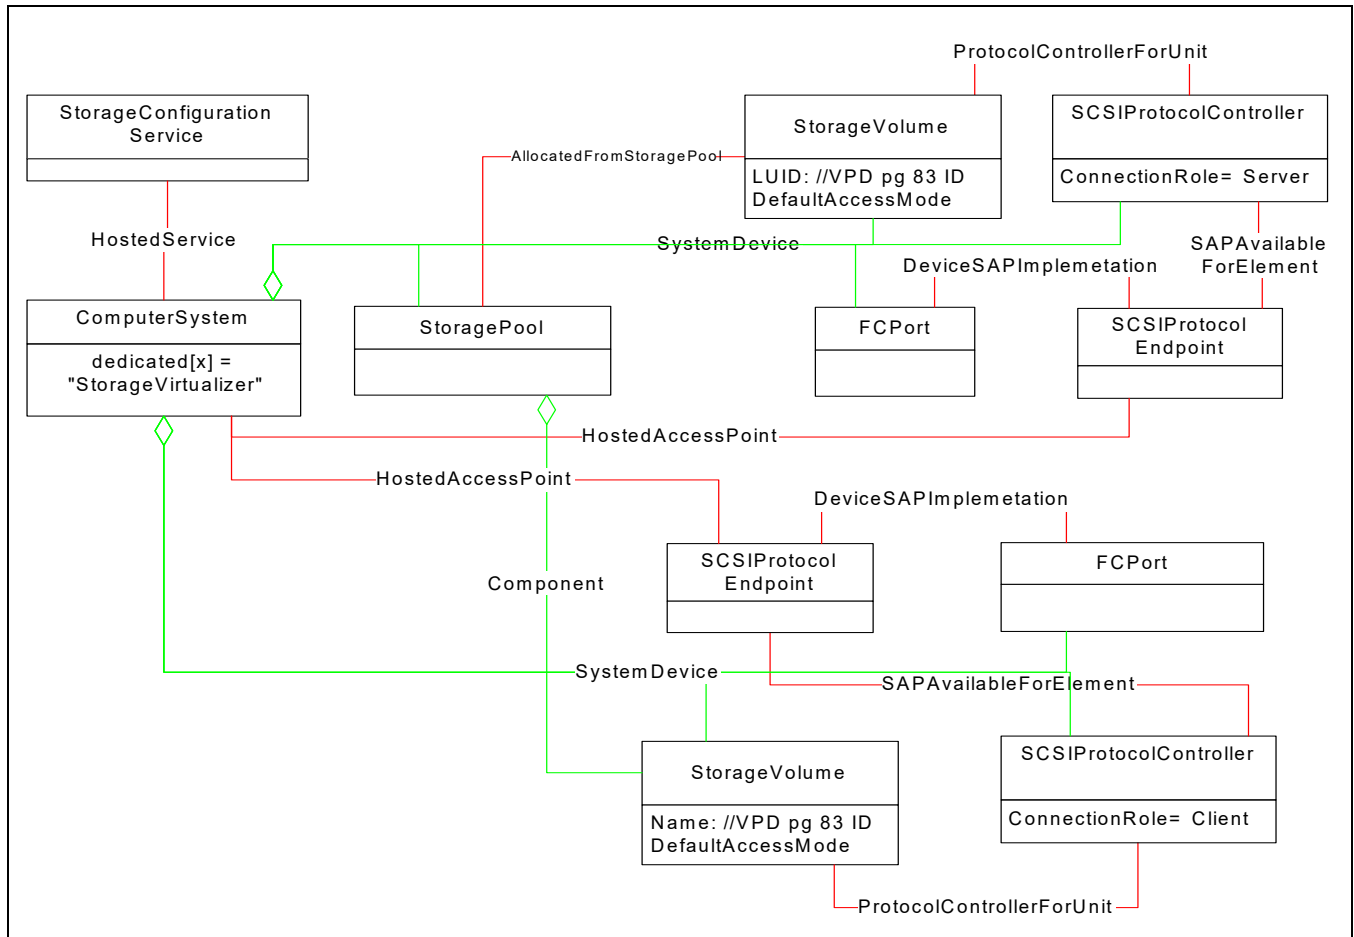 ProtocolControllerForUnit
StorageConfiguration
Service
StorageVolume
SCSIProtocolController
AllocatedFromStoragePool
LUID: //VPD pg 83 ID
DefaultAccessMode
ConnectionRole= Server
HostedService
SystemDevice
SAPAvailable
ForElement
DeviceSAPImplemetation
ComputerSystem
StoragePool
FCPort
SCSIProtocol
Endpoint
dedicated[x] =
"StorageVirtualizer"
HostedAccessPoint
HostedAccessPoint
DeviceSAPImplemetation
SCSIProtocol
Endpoint
FCPort
Component
SystemDevice
SAPAvailableForElement
StorageVolume
SCSIProtocolController
Name: //VPD pg 83 ID
DefaultAccessMode
ConnectionRole= Client
ProtocolControllerForUnit